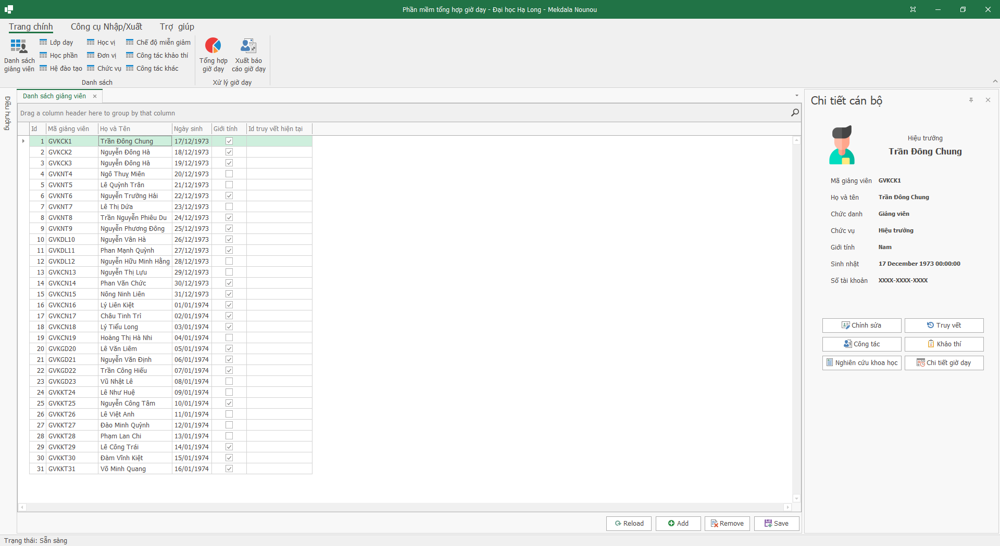 Phần mềm tổng hợp giờ dạy - Đại học Hạ Long - Mekdala Nounou
Trang chính Công cụ Nhập/Xuất Trợ giúp
Danh sách giảng viên
Lớp dạy Học vị Chế độ miễn giảm
Học phần Đơn vị Công tác khảo thí
Hệ đào tạo Chức vụ Công tác khác
Danh sách
Tổng hợp giờ dạy
Xuất báo cáo giờ dạy
Xử lý giờ dạy
Điều hướng
Danh sách giảng viên
Drag a column header here to group by that column
Id Mã giảng viên Họ và Tên Ngày sinh Giới tính Id truy vết hiện tại
1 GVKCK1 Trần Đông Chung 17/12/1973
2 GVKCK2 Nguyễn Đông Hà 18/12/1973
3 GVKCK3 Nguyễn Đông Hà 19/12/1973
4 GVKNT4 Ngô Thuỵ Miên 20/12/1973
5 GVKNT5 Lê Quỳnh Trân 21/12/1973
6 GVKNT6 Nguyễn Trường Hải 22/12/1973
7 GVKNT7 Lê Thị Dứa 23/12/1973
8 GVKNT8 Trần Nguyễn Phiêu Du 24/12/1973
9 GVKNT9 Nguyễn Phương Đông 25/12/1973
10 GVKDL10 Nguyễn Vân Hà 26/12/1973
11 GVKDL11 Phan Mạnh Quỳnh 27/12/1973
12 GVKDL12 Nguyễn Hữu Minh Hằng 28/12/1973
13 GVKCN13 Nguyễn Thị Lựu 29/12/1973
14 GVKCN14 Phan Văn Chức 30/12/1973
15 GVKCN15 Nông Ninh Liên 31/12/1973
16 GVKCN16 Lý Liên Kiệt 01/01/1974
17 GVKCN17 Châu Tinh Trì 02/01/1974
18 GVKCN18 Lý Tiểu Long 03/01/1974
19 GVKCN19 Hoàng Thị Hà Nhi 04/01/1974
20 GVKGD20 Lê Văn Liêm 05/01/1974
21 GVKGD21 Nguyễn Văn Định 06/01/1974
22 GVKGD22 Trần Công Hiếu 07/01/1974
23 GVKGD23 Vũ Nhật Lê 08/01/1974
24 GVKKT24 Lê Như Huệ 09/01/1974
25 GVKKT25 Nguyễn Công Tâm 10/01/1974
26 GVKKT26 Lê Việt Anh 11/01/1974
27 GVKKT27 Đào Minh Quỳnh 12/01/1974
28 GVKKT28 Phạm Lan Chi 13/01/1974
29 GVKKT29 Lê Công Trái 14/01/1974
30 GVKKT30 Đàm Vĩnh Kiệt 15/01/1974
31 GVKKT31 Võ Minh Quang 16/01/1974
Reload Add Remove Save
Chi tiết cán bộ
Hiệu trưởng
Trần Đông Chung
Mã giảng viên GVKCK1
Họ và tên Trần Đông Chung
Chức danh Giảng viên
Chức vụ Hiệu trưởng
Giới tính Nam
Sinh nhật 17 December 1973 00:00:00
Số tài khoản XXXX-XXXX-XXXX
Chỉnh sửa Truy vết
Công tác Khảo thí
Nghiên cứu khoa học Chi tiết giờ dạy
Trạng thái: Sẵn sàng